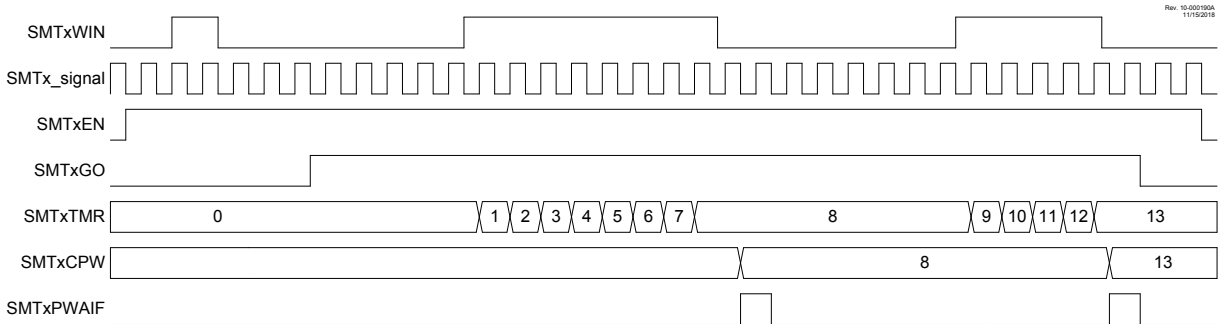 Rev. 10-000190A
11/15/2018
SMTxWIN
SMTx_signal
SMTxEN
SMTxGO
SMTxTMR 0 1 2 3 4 5 6 7 8 9 10 11 12 13
SMTxCPW 8 13
SMTxPWAIF